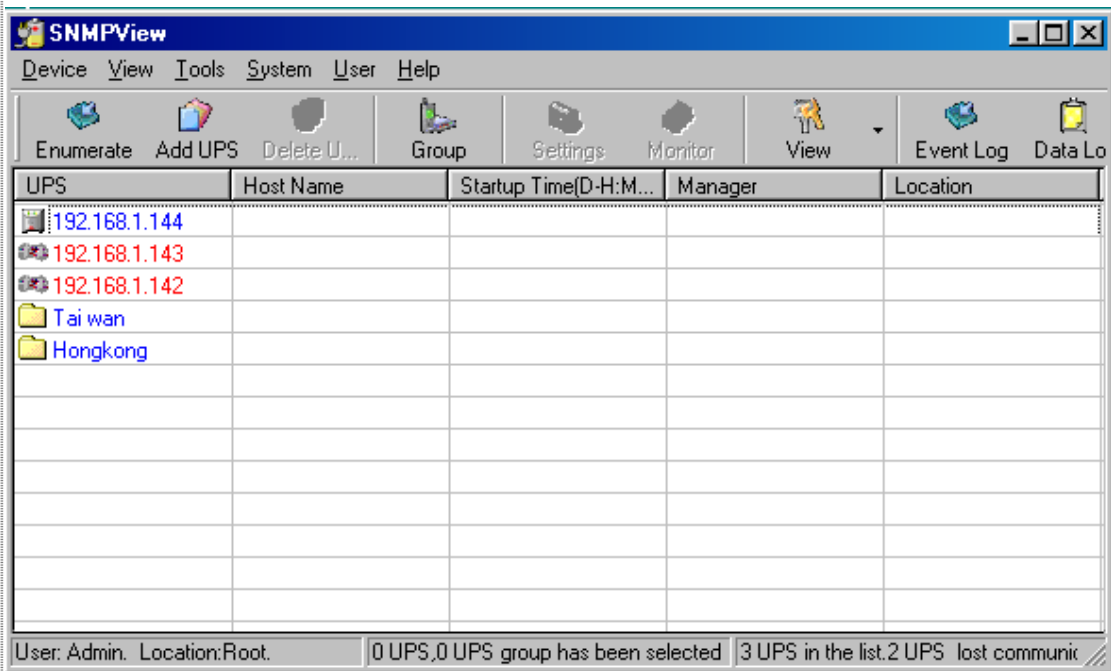 SNMPView
Device View Tools System User Help
Enumerate Add UPS Delete U... Group Settings Monitor View Event Log Data Lo
UPS Host Name Startup Time(D-H:M... Manager Location
192.168.1.144
192.168.1.143
192.168.1.142
Tai wan
Hongkong
User: Admin. Location:Root. 0 UPS,0 UPS group has been selected 3 UPS in the list.2 UPS lost communic